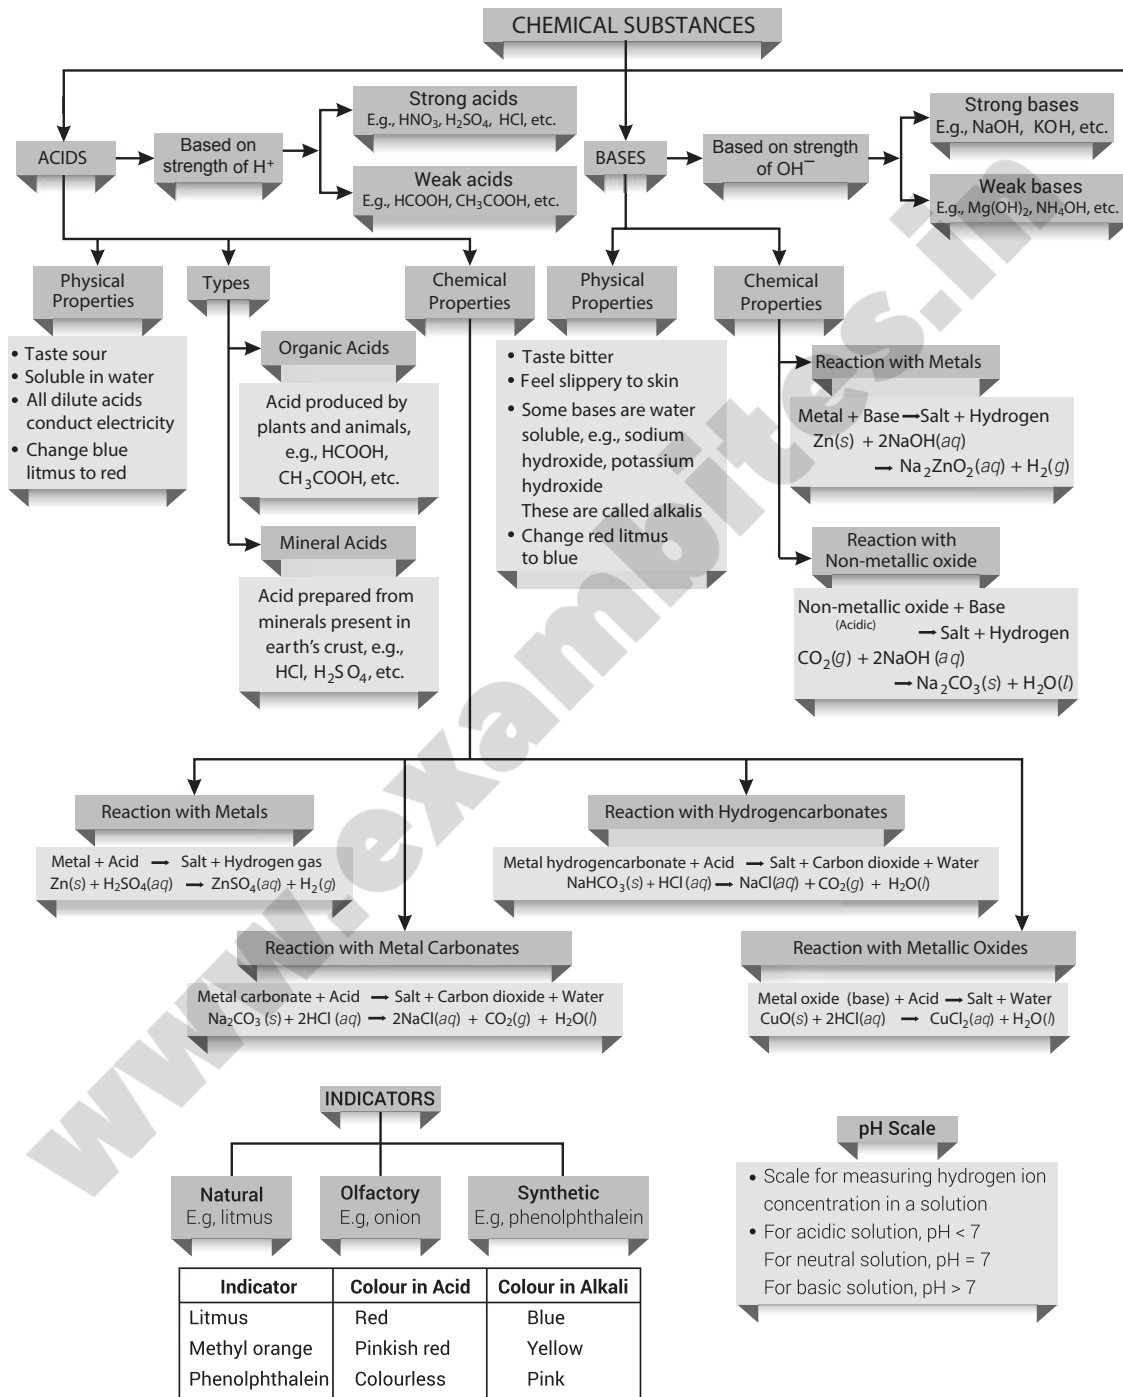 CHEMICAL SUBSTANCES
ACIDS
Based on
strength of H⁺
Strong acids
E.g., HNO₃, H₂SO₄, HCl, etc.
Weak acids
E.g., HCOOH, CH₃COOH, etc.
BASES
Based on strength
of OH⁻
Strong bases
E.g., NaOH, KOH, etc.
Weak bases
E.g., Mg(OH)₂, NH₄OH, etc.
Physical
Properties
• Taste sour
• Soluble in water
• All dilute acids
conduct electricity
• Change blue
litmus to red
Types
Organic Acids
Acid produced by
plants and animals,
e.g., HCOOH,
CH₃COOH, etc.
Mineral Acids
Acid prepared from
minerals present in
earth's crust, e.g.,
HCl, H₂SO₄, etc.
Chemical
Properties
Physical
Properties
• Taste bitter
• Feel slippery to skin
• Some bases are water
soluble, e.g., sodium
hydroxide, potassium
hydroxide
These are called alkalis
• Change red litmus
to blue
Chemical
Properties
Reaction with Metals
Metal + Base → Salt + Hydrogen
Zn(s) + 2NaOH(aq)
→ Na₂ZnO₂(aq) + H₂(g)
Reaction with
Non-metallic oxide
Non-metallic oxide + Base
(Acidic)
→ Salt + Hydrogen
CO₂(g) + 2NaOH (aq)
→ Na₂CO₃(s) + H₂O(l)
Reaction with Metals
Metal + Acid → Salt + Hydrogen gas
Zn(s) + H₂SO₄(aq) → ZnSO₄(aq) + H₂(g)
Reaction with Hydrogencarbonates
Metal hydrogencarbonate + Acid → Salt + Carbon dioxide + Water
NaHCO₃(s) + HCl(aq) → NaCl(aq) + CO₂(g) + H₂O(l)
Reaction with Metal Carbonates
Metal carbonate + Acid → Salt + Carbon dioxide + Water
Na₂CO₃(s) + 2HCl(aq) → 2NaCl(aq) + CO₂(g) + H₂O(l)
Reaction with Metallic Oxides
Metal oxide (base) + Acid → Salt + Water
CuO(s) + 2HCl(aq) → CuCl₂(aq) + H₂O(l)
INDICATORS
Natural
E.g, litmus
Olfactory
E.g, onion
Synthetic
E.g, phenolphthalein
Indicator Colour in Acid Colour in Alkali
Litmus Red Blue
Methyl orange Pinkish red Yellow
Phenolphthalein Colourless Pink
pH Scale
• Scale for measuring hydrogen ion
concentration in a solution
• For acidic solution, pH < 7
For neutral solution, pH = 7
For basic solution, pH > 7
www.exambites.in